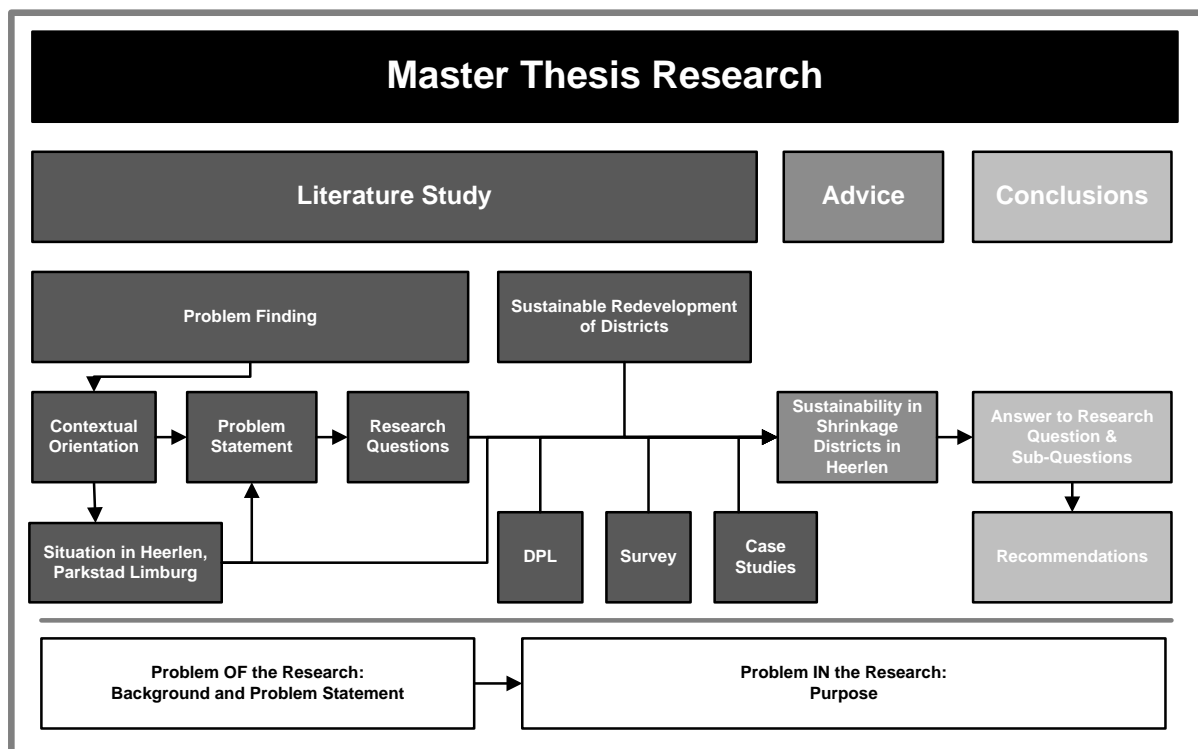 Master Thesis Research
Literature Study
Advice
Conclusions
Problem Finding
Sustainable Redevelopment
of Districts
Contextual
Orientation
Problem
Statement
Research
Questions
Sustainability in
Shrinkage
Districts in
Heerlen
Answer to Research
Question &
Sub-Questions
Situation in Heerlen,
Parkstad Limburg
DPL
Survey
Case
Studies
Recommendations
Problem OF the Research:
Background and Problem Statement
Problem IN the Research:
Purpose